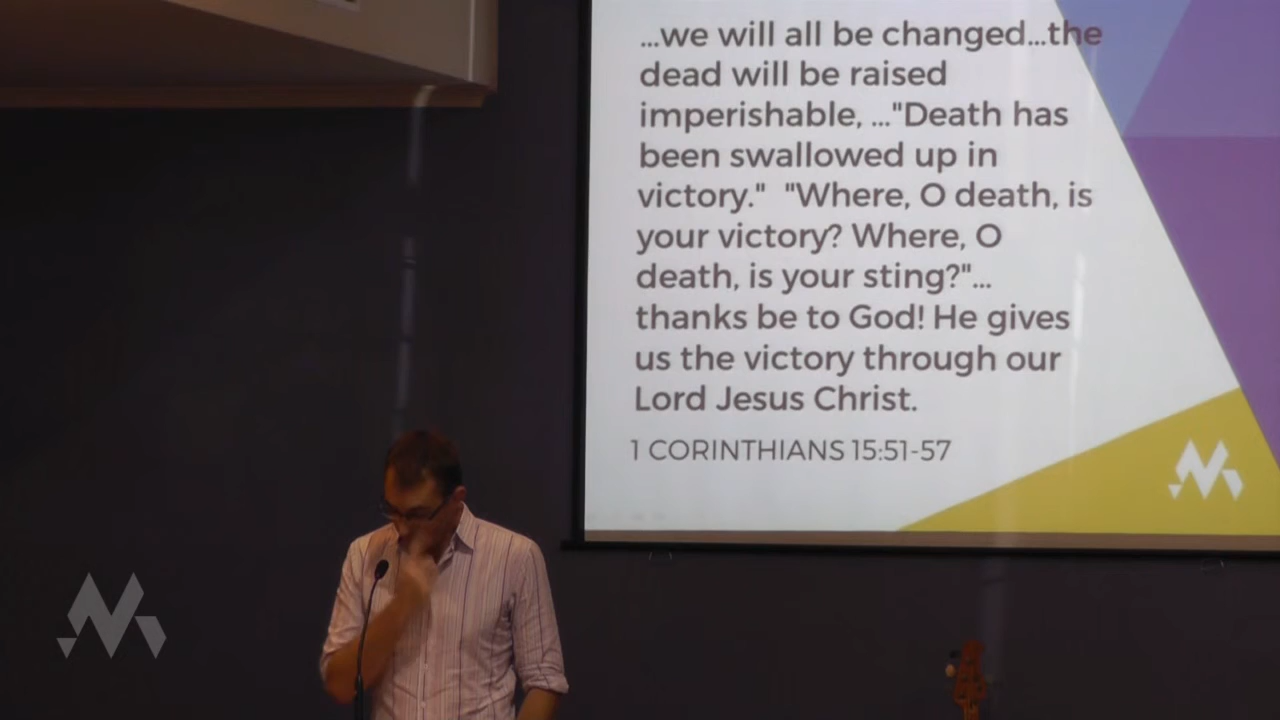 ...we will all be changed...the
dead will be raised
imperishable, ..."Death has
been swallowed up in
victory."  "Where, O death, is
your victory? Where, O
death, is your sting?"...
thanks be to God! He gives
us the victory through our
Lord Jesus Christ.
1 CORINTHIANS 15:51-57